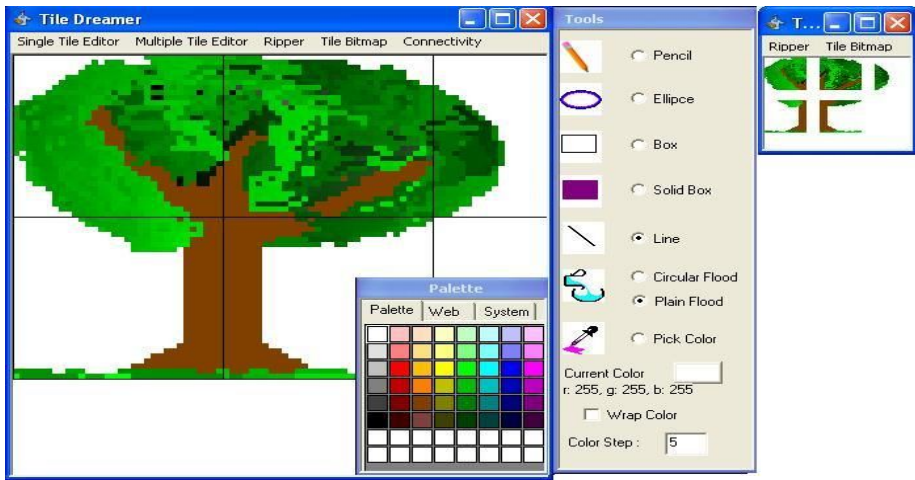 Tile Dreamer
Single Tile Editor Multiple Tile Editor Ripper Tile Bitmap Connectivity
Palette
Palette Web System
Tools
Pencil
Ellipce
Box
Solid Box
Line
Circular Flood
Plain Flood
Pick Color
Current Color
r: 255, g: 255, b: 255
Wrap Color
Color Step : 5
T...
Ripper Tile Bitmap